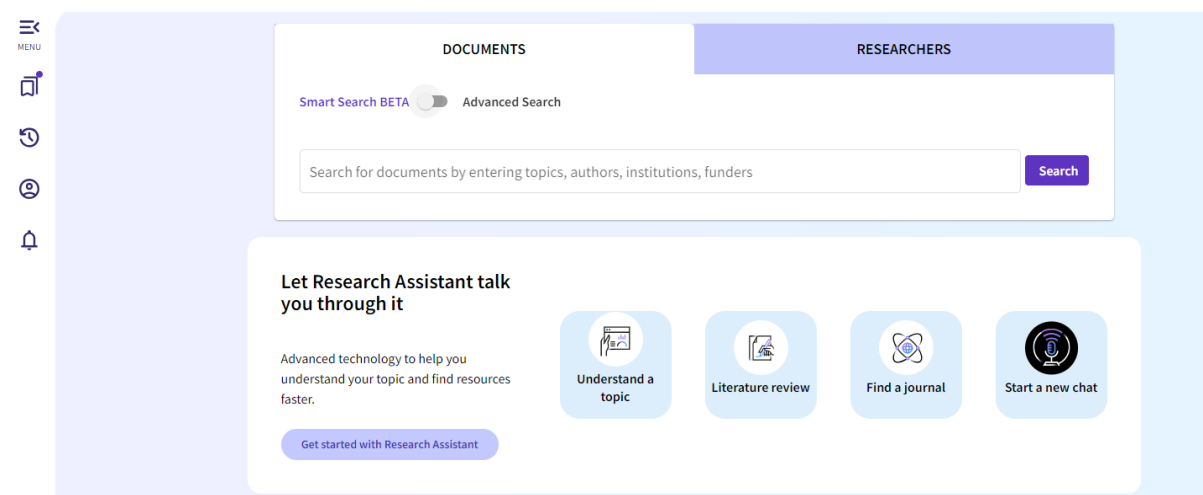 MENU
DOCUMENTS
RESEARCHERS
Smart Search BETA
Advanced Search
Search for documents by entering topics, authors, institutions, funders
Search
Let Research Assistant talk
you through it
Advanced technology to help you
understand your topic and find resources
faster.
Get started with Research Assistant
Understand a
topic
Literature review
Find a journal
Start a new chat